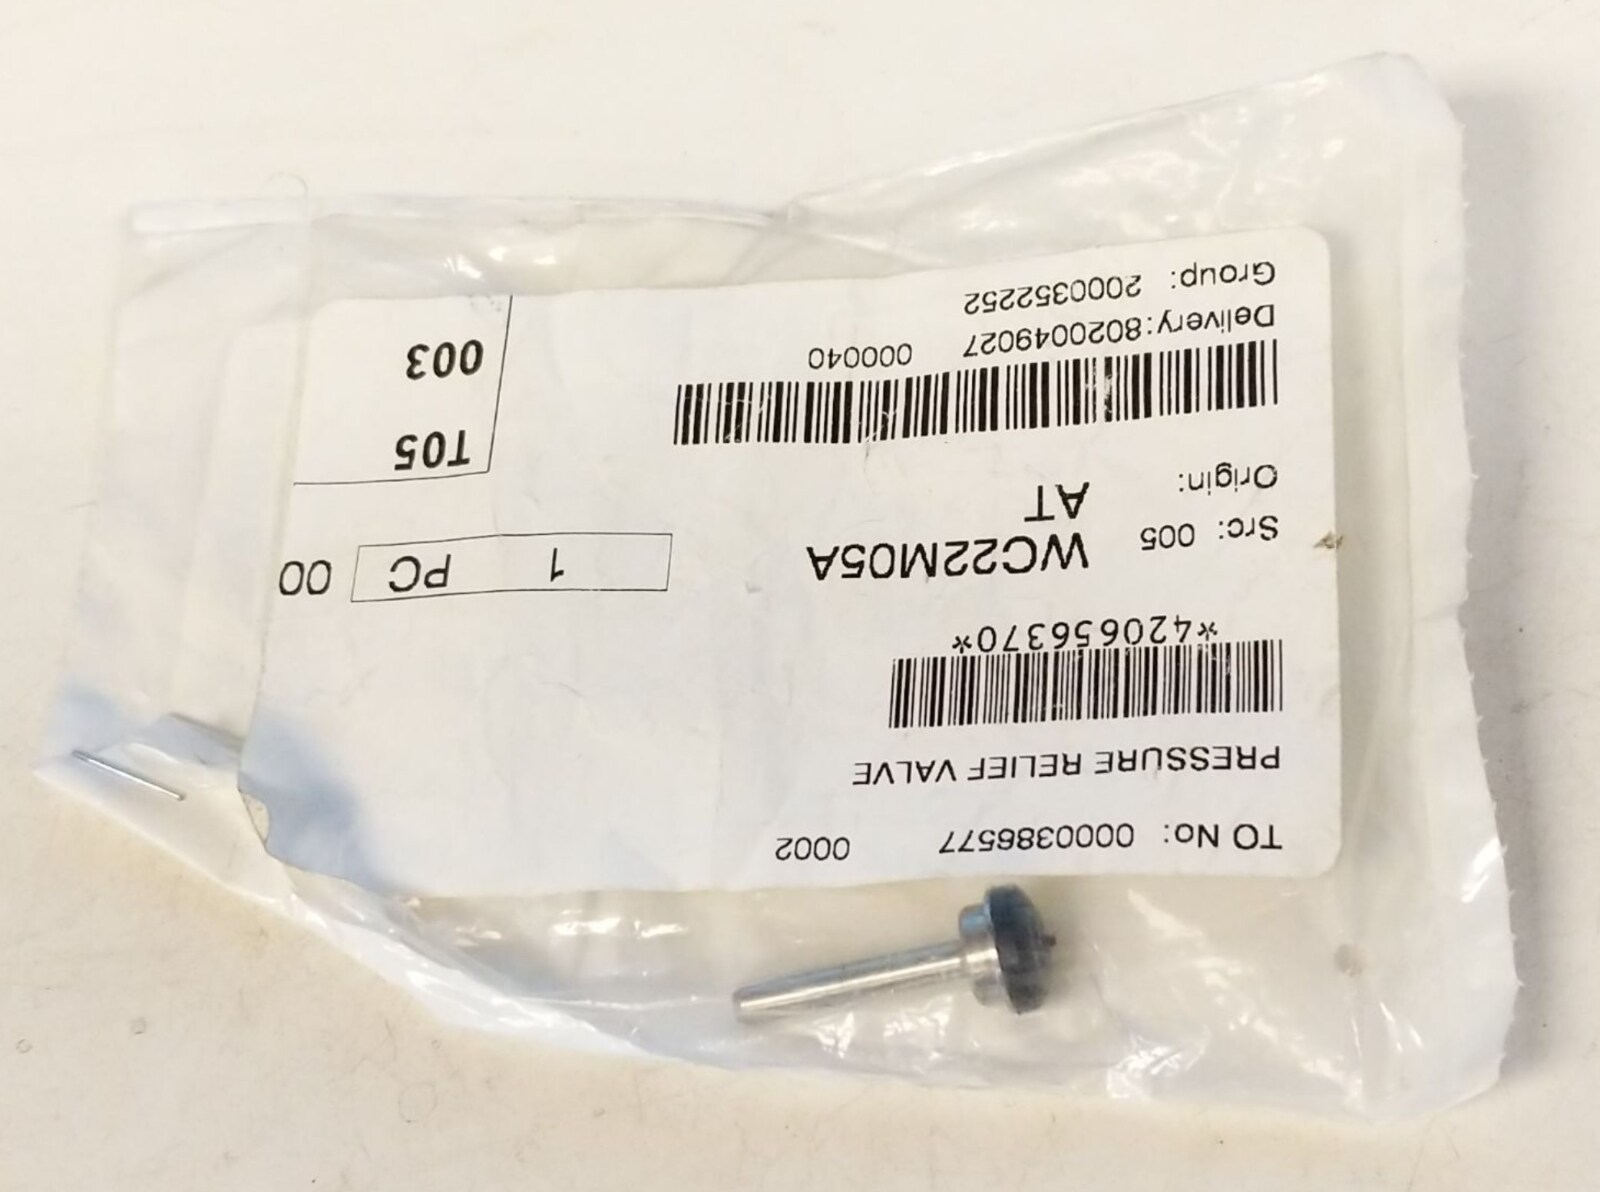 TO No: 0000386577 0002
PRESSURE RELIEF VALVE
*420656370*
Src: 005 WC22M05A
1 PC 00
Origin: AT
T05
Delivery:8020049027 000040
003
Group: 2000352252